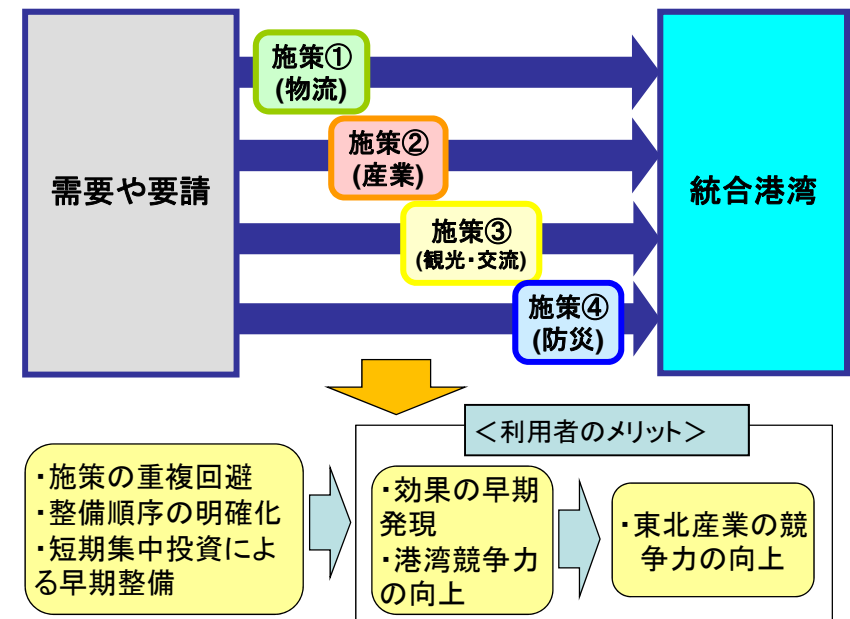 需要や要請
施策①
(物流)
施策②
(産業)
施策③
(観光・交流)
施策④
(防災)
統合港湾
・施策の重複回避
・整備順序の明確化
・短期集中投資によ
る早期整備
＜利用者のメリット＞
・効果の早期
発現
・港湾競争力
の向上
・東北産業の競
争力の向上